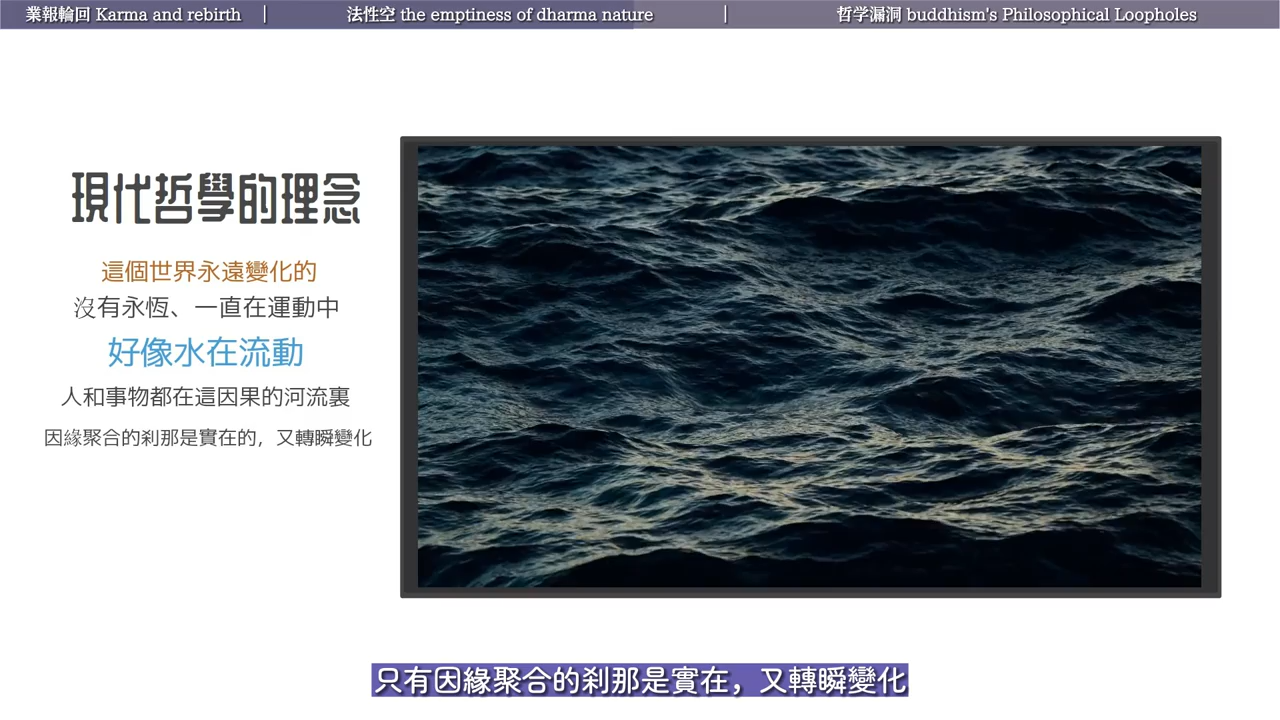 業報輪回 Karma and rebirth | 法性空 the emptiness of dharma nature | 哲学漏洞 buddhism's Philosophical Loopholes
現代哲學的理念
這個世界永遠變化的
沒有永恆、一直在運動中
好像水在流動
人和事物都在這因果的河流裏
因緣聚合的剎那是實在的，又轉瞬變化
只有因緣聚合的剎那是實在，又轉瞬變化